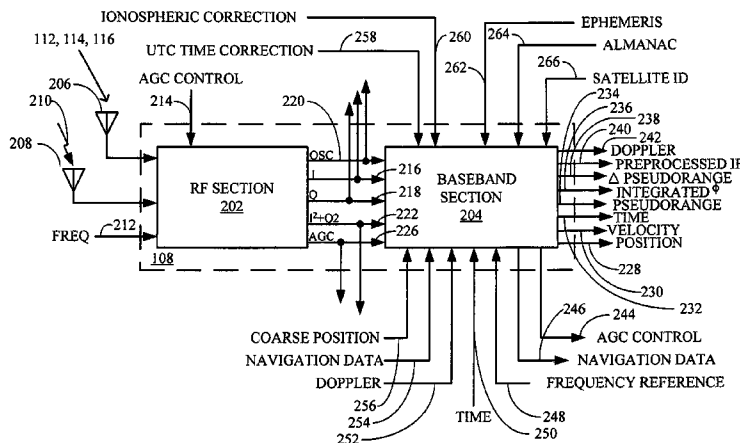 IONOSPHERIC CORRECTION
EPHEMERIS
112, 114, 116
258
260
264
ALMANAC
UTC TIME CORRECTION
206
AGC CONTROL
262
266
SATELLITE ID
210
214
220
234
236
238
240
242
208
OSC
DOPPLER
I
216
PREPROCESSED IF
RF SECTION
BASEBAND
Δ PSEUDORANGE
202
Q
218
SECTION
INTEGRATED Φ
I²+Q2
222
204
PSEUDORANGE
FREQ
212
AGC
226
TIME
VELOCITY
108
POSITION
228
230
246
244
232
COARSE POSITION
AGC CONTROL
NAVIGATION DATA
NAVIGATION DATA
DOPPLER
FREQUENCY REFERENCE
256
254
252
TIME
250
248